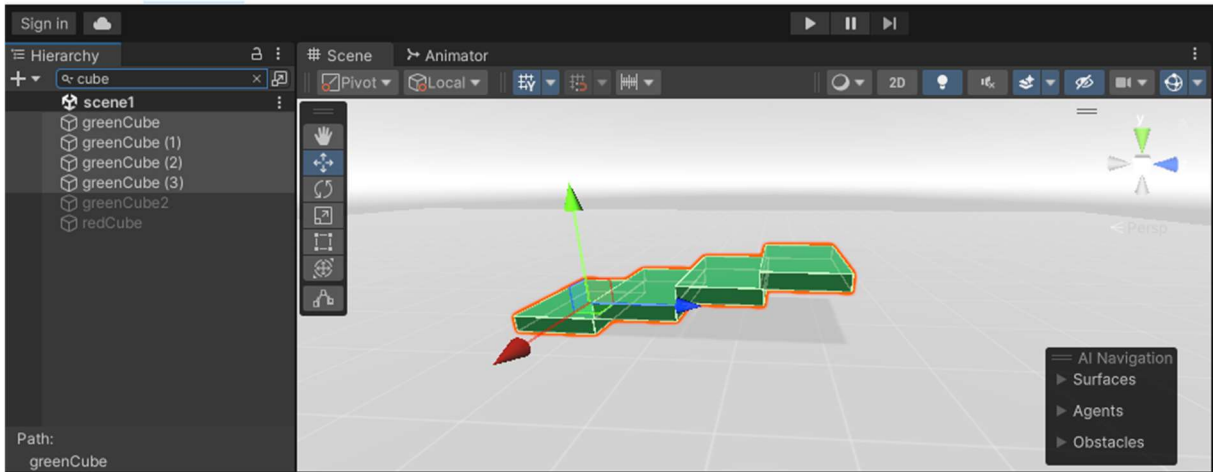 Sign in
Hierarchy
# Scene
Animator
cube
Pivot
Local
2D
scene1
greenCube
greenCube (1)
greenCube (2)
greenCube (3)
greenCube2
redCube
y
Persp
AI Navigation
Surfaces
Agents
Obstacles
Path:
greenCube